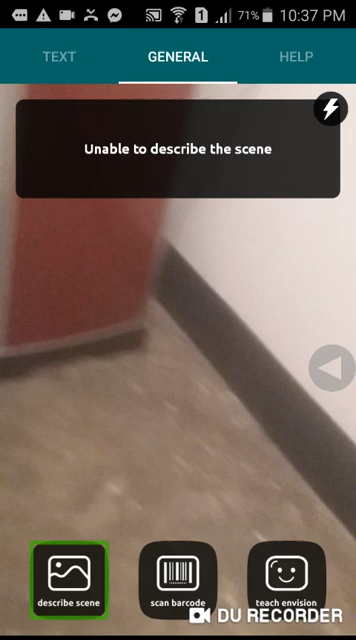 71% 10:37 PM
TEXT GENERAL HELP
Unable to describe the scene
describe scene scan barcode teach envision
DU RECORDER